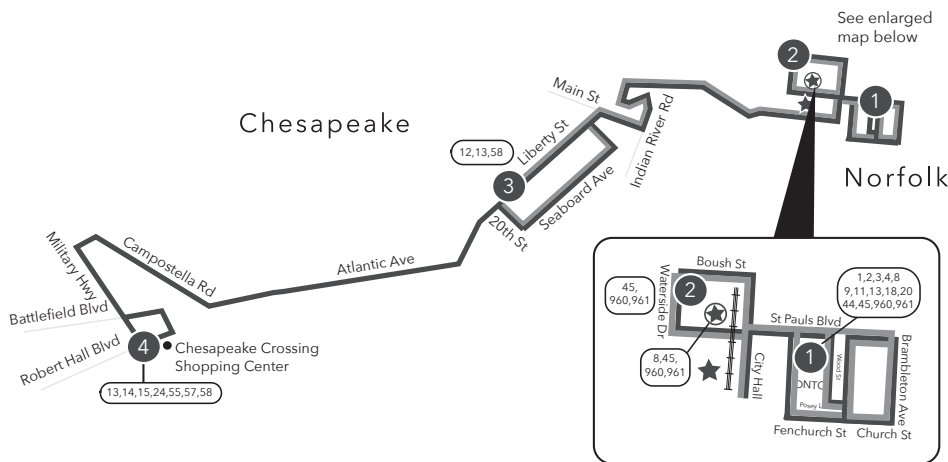 See enlarged
map below
2
1
Main St
Chesapeake
Liberty St
Indian River Rd
12,13,58
3
Seaboard Ave
20th St
Norfolk
Military Hwy
Campostella Rd
Atlantic Ave
Battlefield Blvd
Robert Hall Blvd
4
Chesapeake Crossing
Shopping Center
13,14,15,24,55,57,58
Boush St
Waterside Dr
45,
960,961
2
1,2,3,4,8
9,11,13,18,20
44,45,960,961
St Pauls Blvd
8,45,
960,961
City Hall
1
Wood St
Brambleton Ave
DNTC
Posey L
Fenchurch St
Church St